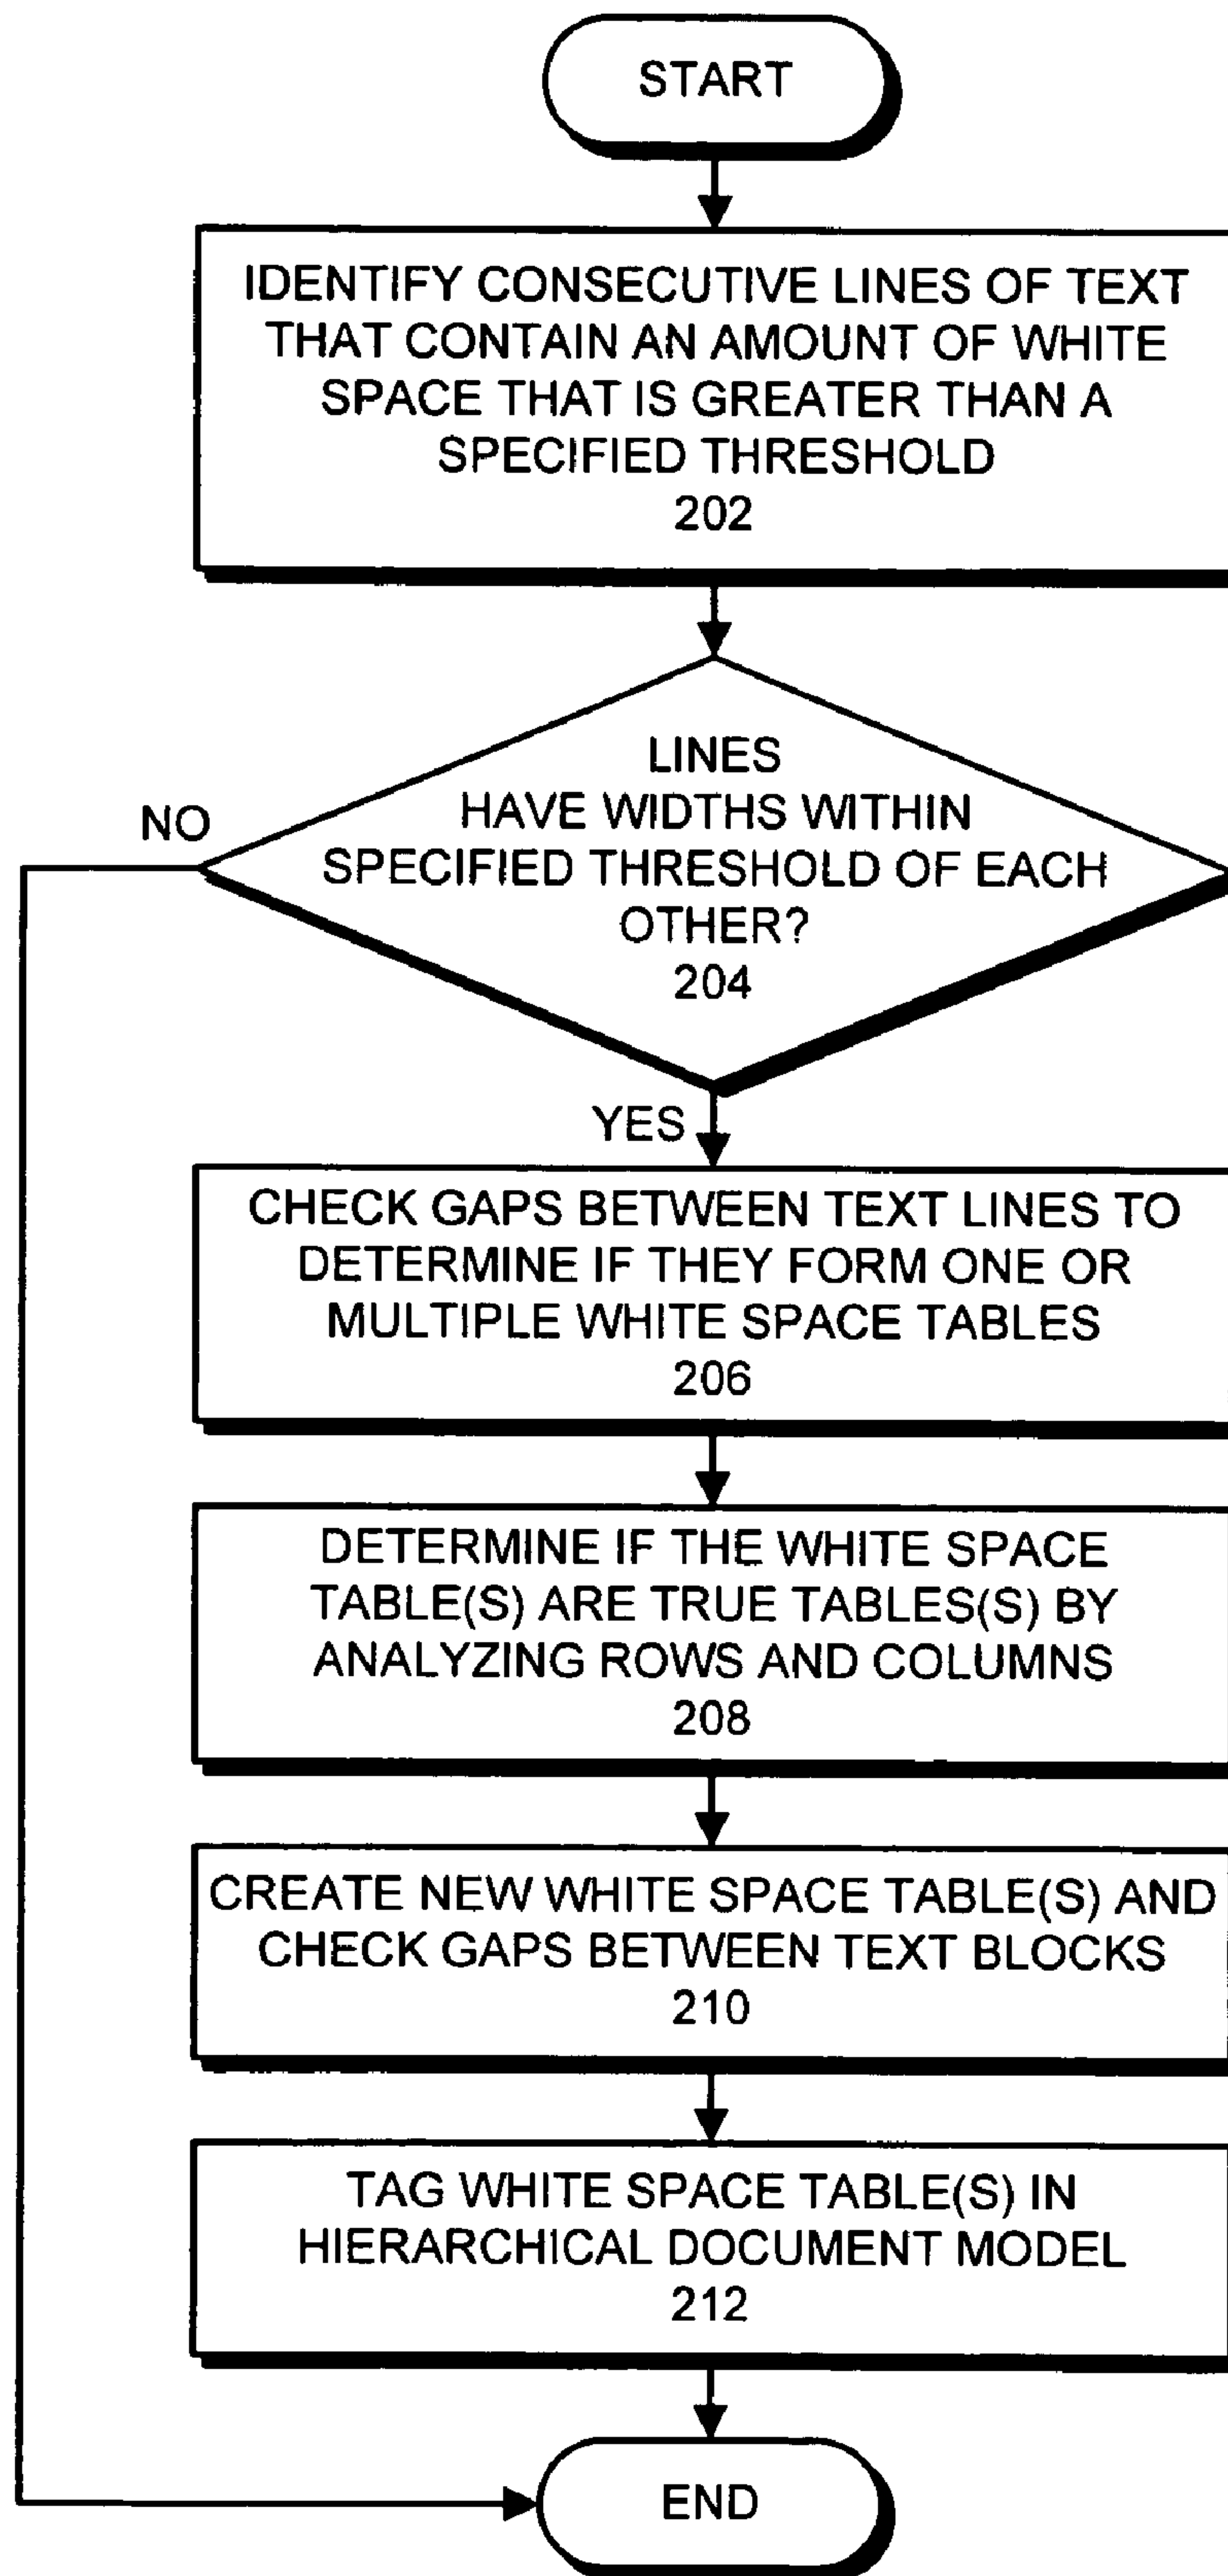 START
IDENTIFY CONSECUTIVE LINES OF TEXT
THAT CONTAIN AN AMOUNT OF WHITE
SPACE THAT IS GREATER THAN A
SPECIFIED THRESHOLD
202
LINES
HAVE WIDTHS WITHIN
SPECIFIED THRESHOLD OF EACH
OTHER?
204
NO
YES
CHECK GAPS BETWEEN TEXT LINES TO
DETERMINE IF THEY FORM ONE OR
MULTIPLE WHITE SPACE TABLES
206
DETERMINE IF THE WHITE SPACE
TABLE(S) ARE TRUE TABLES(S) BY
ANALYZING ROWS AND COLUMNS
208
CREATE NEW WHITE SPACE TABLE(S) AND
CHECK GAPS BETWEEN TEXT BLOCKS
210
TAG WHITE SPACE TABLE(S) IN
HIERARCHICAL DOCUMENT MODEL
212
END